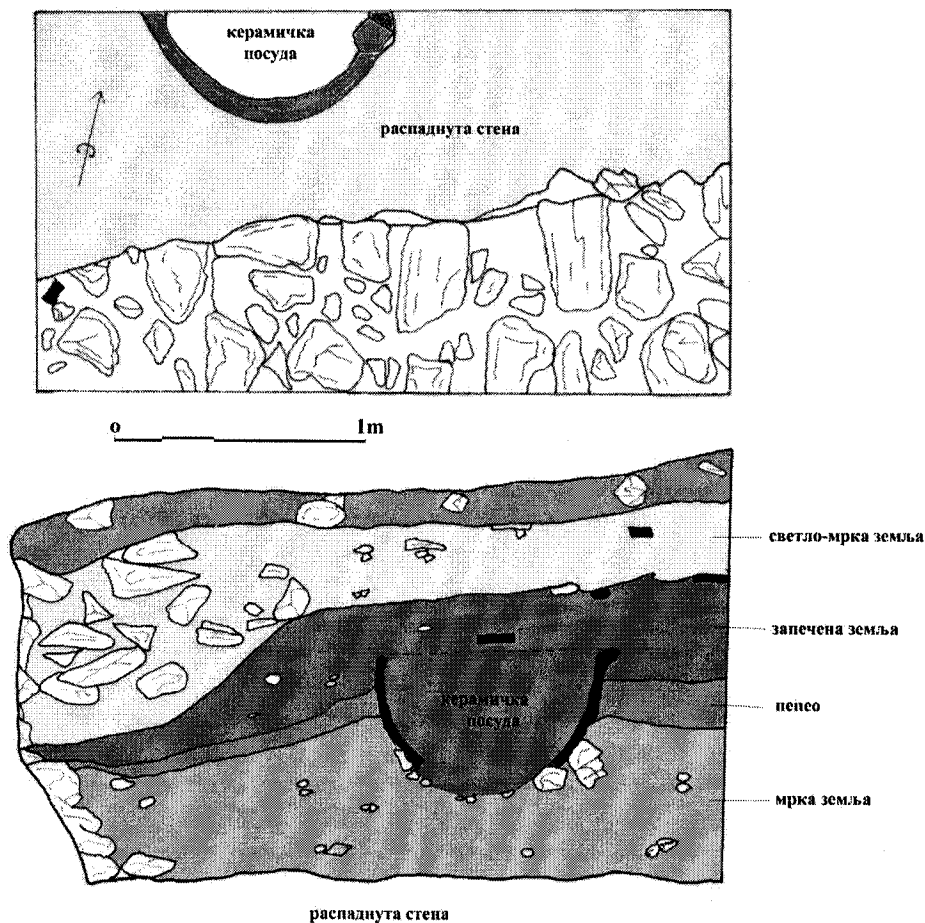 керамичка
посуда
распаднута стена
С
о 1m
светло-мрка земља
запечена земља
керамичка
посуда
пепео
мрка земља
распаднута стена